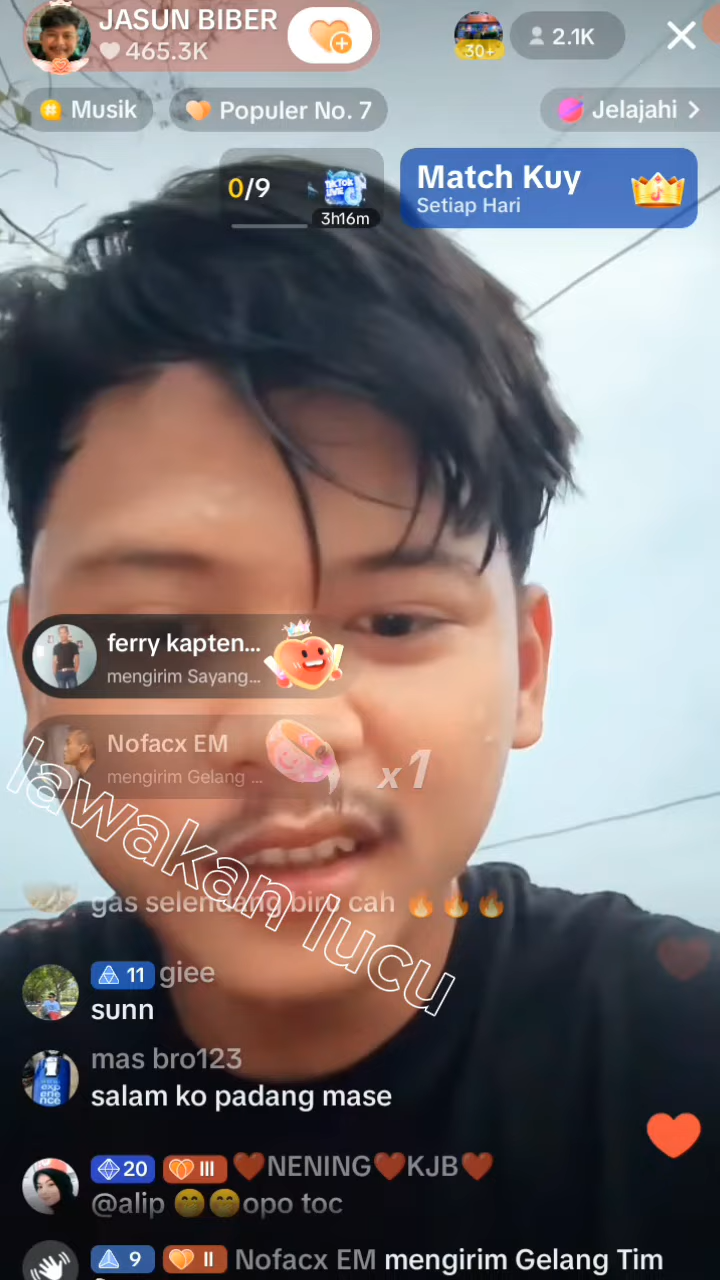 JASUN BIBER
465.3K
30+
2.1K
Musik
Populer No. 7
Jelajahi
0/9
TIKTOK LIVE
3h16m
Match Kuy
Setiap Hari
ferry kapten...
mengirim Sayang...
Nofacx EM
mengirim Gelang ...
x1
lawakan lucu
gas selendang biru cah 🔥🔥🔥
11 giee
sunn
mas bro123
salam ko padang mase
20 III ❤NENING❤KJB❤
@alip 🤭🤭opo toc
9 II Nofacx EM mengirim Gelang Tim